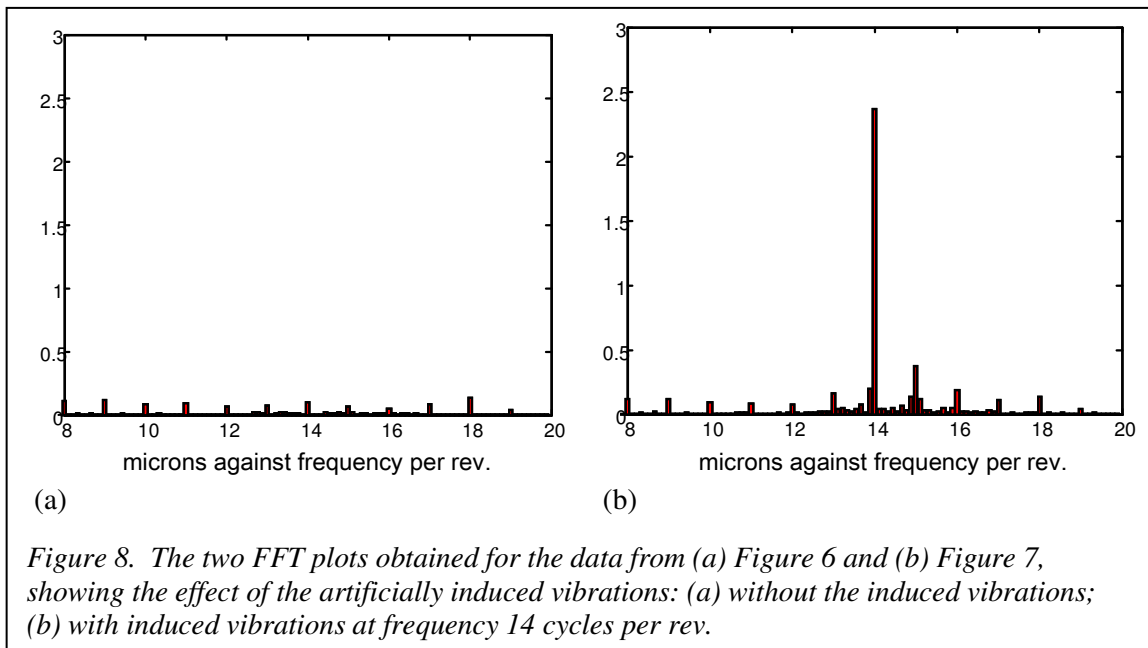 3
2.5
2
1.5
1
0.5
0
8 10 12 14 16 18 20
microns against frequency per rev.
(a)
3
2.5
2
1.5
1
0.5
0
8 10 12 14 16 18 20
microns against frequency per rev.
(b)
Figure 8. The two FFT plots obtained for the data from (a) Figure 6 and (b) Figure 7,
showing the effect of the artificially induced vibrations: (a) without the induced vibrations;
(b) with induced vibrations at frequency 14 cycles per rev.